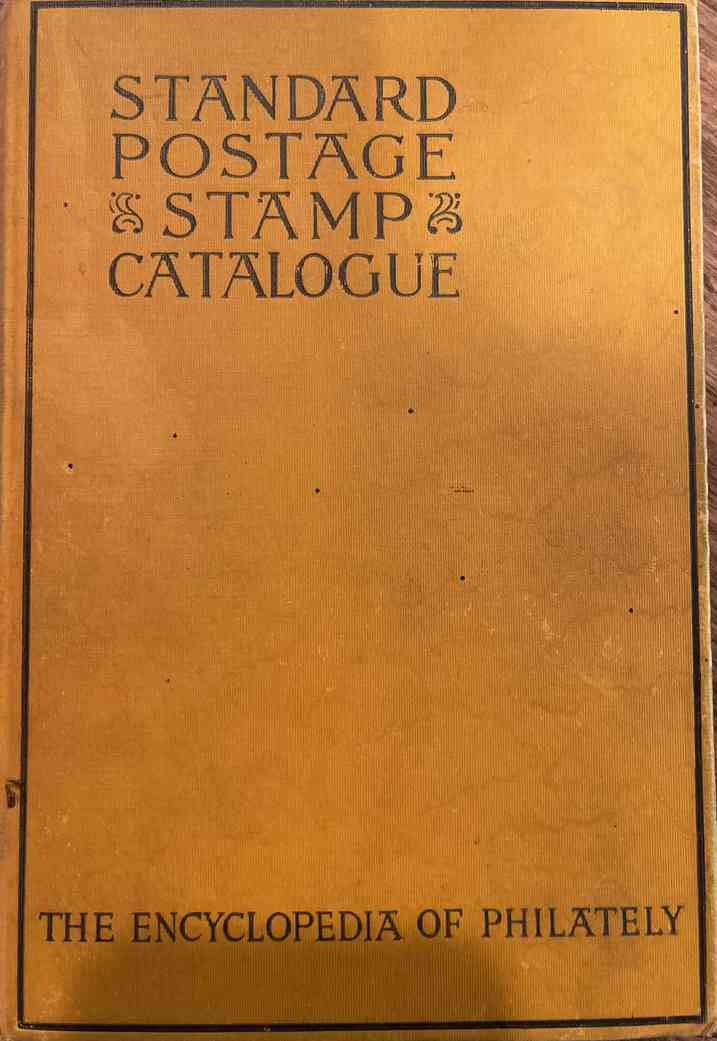 STANDARD
POSTAGE
STAMP
CATALOGUE
THE ENCYCLOPEDIA OF PHILATELY